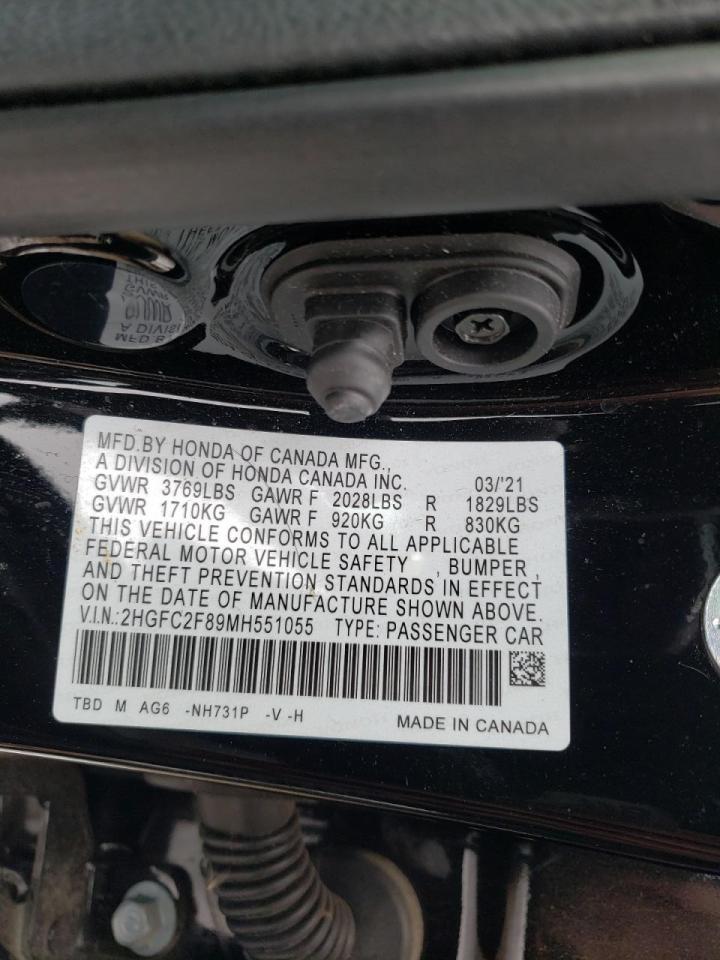 MFD.BY HONDA OF CANADA MFG.,
A DIVISION OF HONDA CANADA INC. 03/'21
GVWR 3769LBS GAWR F 2028LBS R 1829LBS
GVWR 1710KG GAWR F 920KG R 830KG
THIS VEHICLE CONFORMS TO ALL APPLICABLE
FEDERAL MOTOR VEHICLE SAFETY , BUMPER ,
AND THEFT PREVENTION STANDARDS IN EFFECT
ON THE DATE OF MANUFACTURE SHOWN ABOVE.
V.I.N.:2HGFC2F89MH551055 TYPE: PASSENGER CAR
TBD M AG6 -NH731P -V -H
MADE IN CANADA